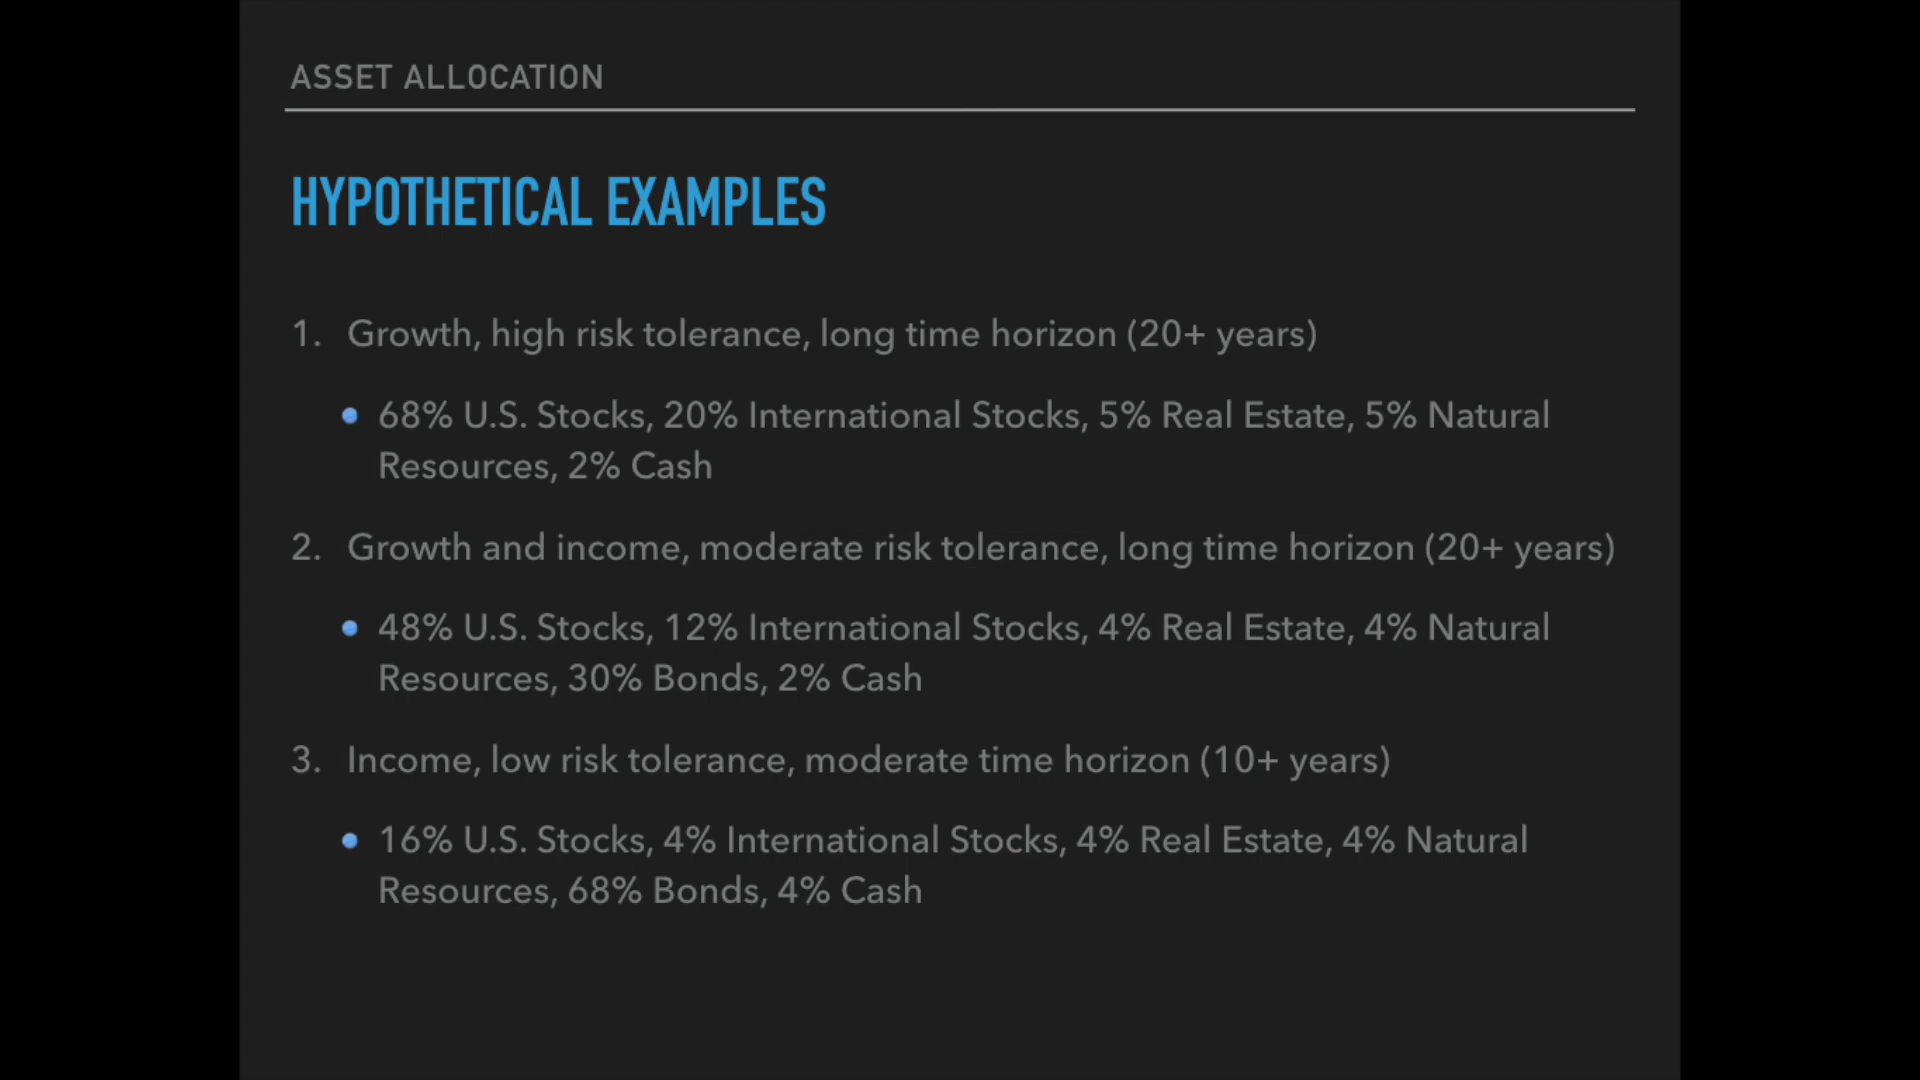 ASSET ALLOCATION
HYPOTHETICAL EXAMPLES
1. Growth, high risk tolerance, long time horizon (20+ years)
• 68% U.S. Stocks, 20% International Stocks, 5% Real Estate, 5% Natural
Resources, 2% Cash
2. Growth and income, moderate risk tolerance, long time horizon (20+ years)
• 48% U.S. Stocks, 12% International Stocks, 4% Real Estate, 4% Natural
Resources, 30% Bonds, 2% Cash
3. Income, low risk tolerance, moderate time horizon (10+ years)
• 16% U.S. Stocks, 4% International Stocks, 4% Real Estate, 4% Natural
Resources, 68% Bonds, 4% Cash